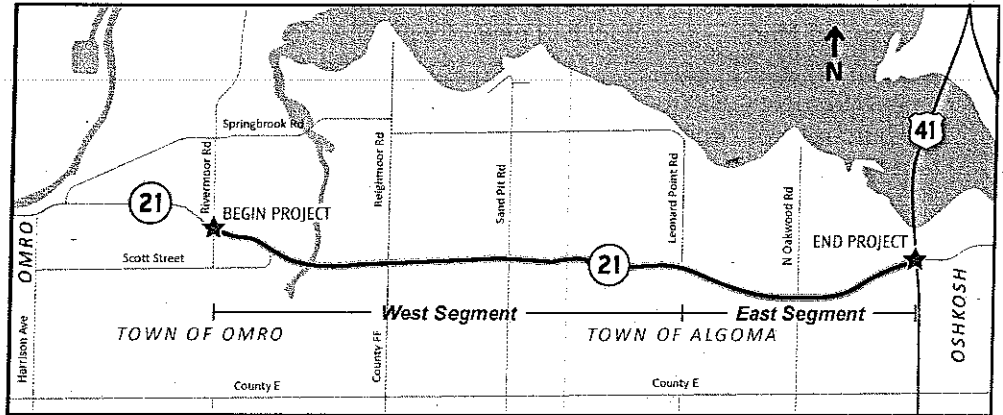 N
41
Springbrook Rd
Rivermoor Rd
Reighmoor Rd
Sand Pit Rd
Leonard Point Rd
N Oakwood Rd
21
BEGIN PROJECT
END PROJECT
OMRO
Scott Street
21
OSHKOSH
West Segment
East Segment
TOWN OF OMRO
TOWN OF ALGOMA
Harrison Ave
County FF
County E
County E